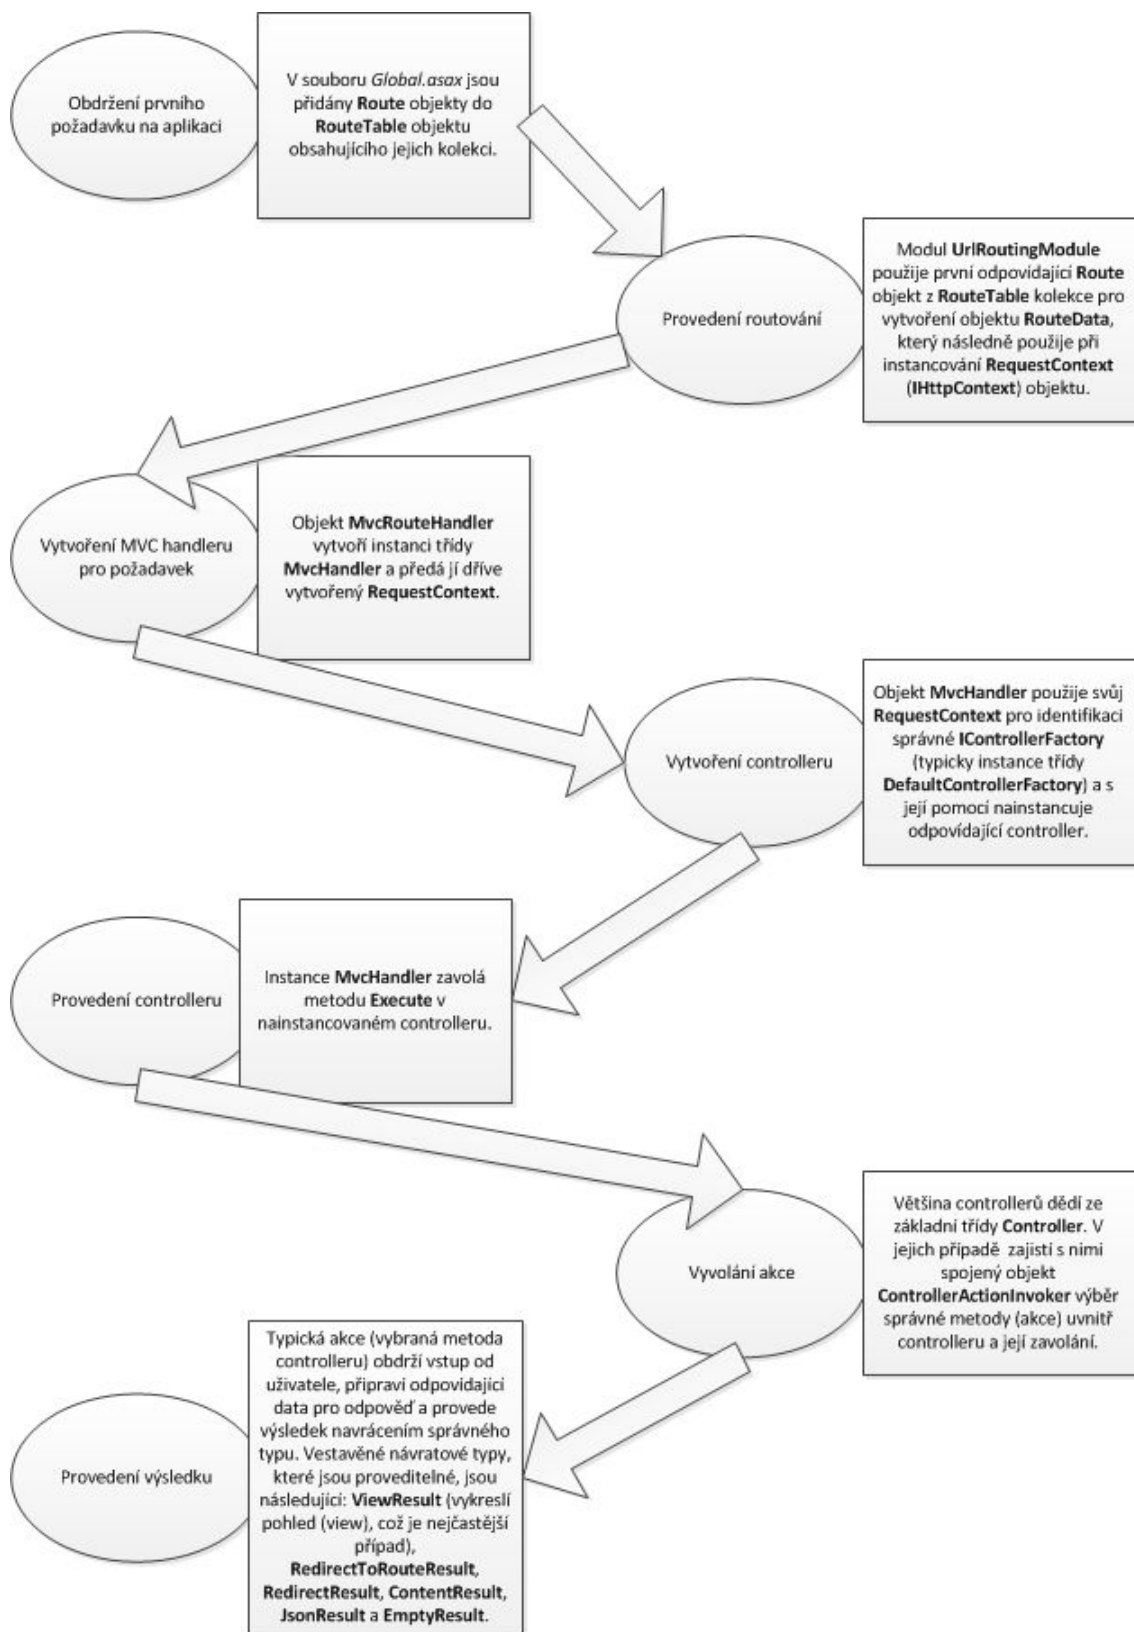 Obdržení prvního
požadavku na aplikaci
V souboru Global.asax jsou
přidány Route objekty do
RouteTable objektu
obsahujícího jejich kolekci.
Provedení routování
Modul UrlRoutingModule
použije první odpovídající Route
objekt z RouteTable kolekce pro
vytvoření objektu RouteData,
který následně použije při
instancování RequestContext
(IHttpContext) objektu.
Vytvoření MVC handleru
pro požadavek
Objekt MvcRouteHandler
vytvoří instanci třídy
MvcHandler a předá jí dříve
vytvořený RequestContext.
Vytvoření controlleru
Objekt MvcHandler použije svůj
RequestContext pro identifikaci
správné IControllerFactory
(typicky instance třídy
DefaultControllerFactory) a s
její pomocí nainstancuje
odpovídající controller.
Provedení controlleru
Instance MvcHandler zavolá
metodu Execute v
nainstancovaném controlleru.
Vyvolání akce
Většina controllerů dědí ze
základní třídy Controller. V
jejich případě zajistí s nimi
spojený objekt
ControllerActionInvoker výběr
správné metody (akce) uvnitř
controlleru a její zavolání.
Provedení výsledku
Typická akce (vybraná metoda
controlleru) obdrží vstup od
uživatele, připraví odpovídající
data pro odpověď a provede
výsledek navrácením správného
typu. Vestavěné návratové typy,
které jsou proveditelné, jsou
následující: ViewResult (vykreslí
pohled (view), což je nejčastější
případ),
RedirectToRouteResult,
RedirectResult, ContentResult,
JsonResult a EmptyResult.